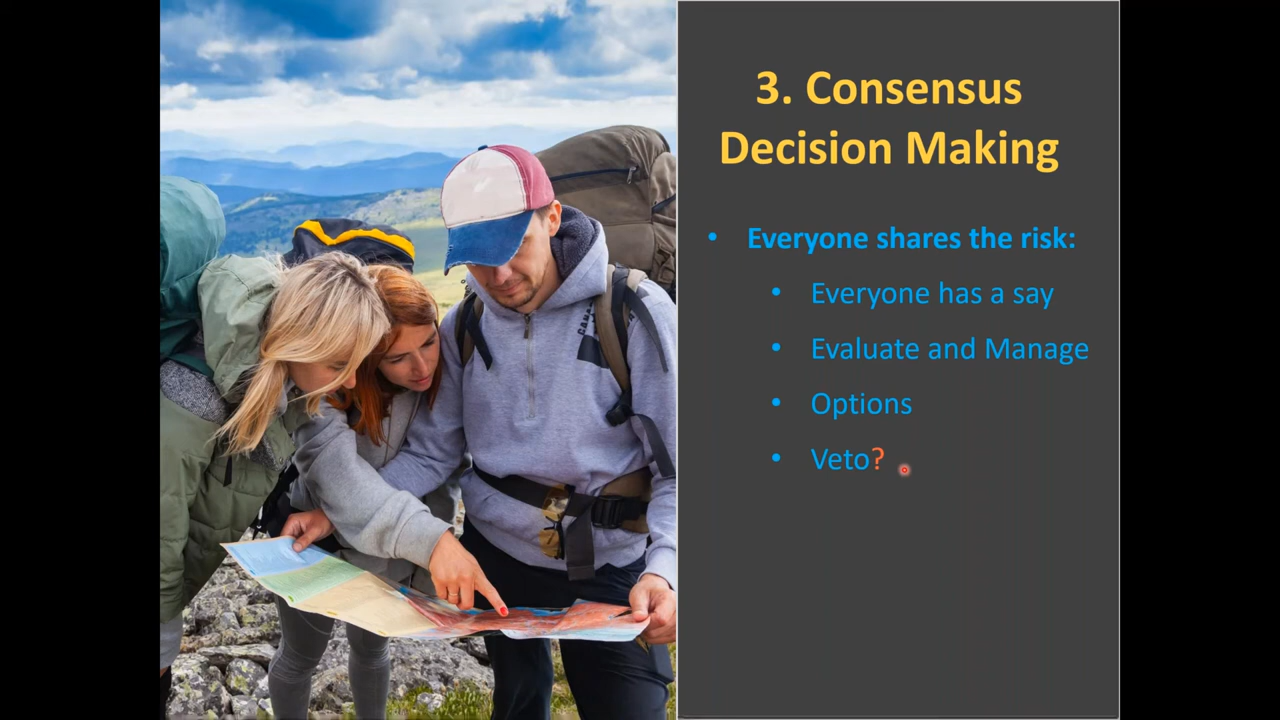 3. Consensus
Decision Making
• Everyone shares the risk:
• Everyone has a say
• Evaluate and Manage
• Options
• Veto?